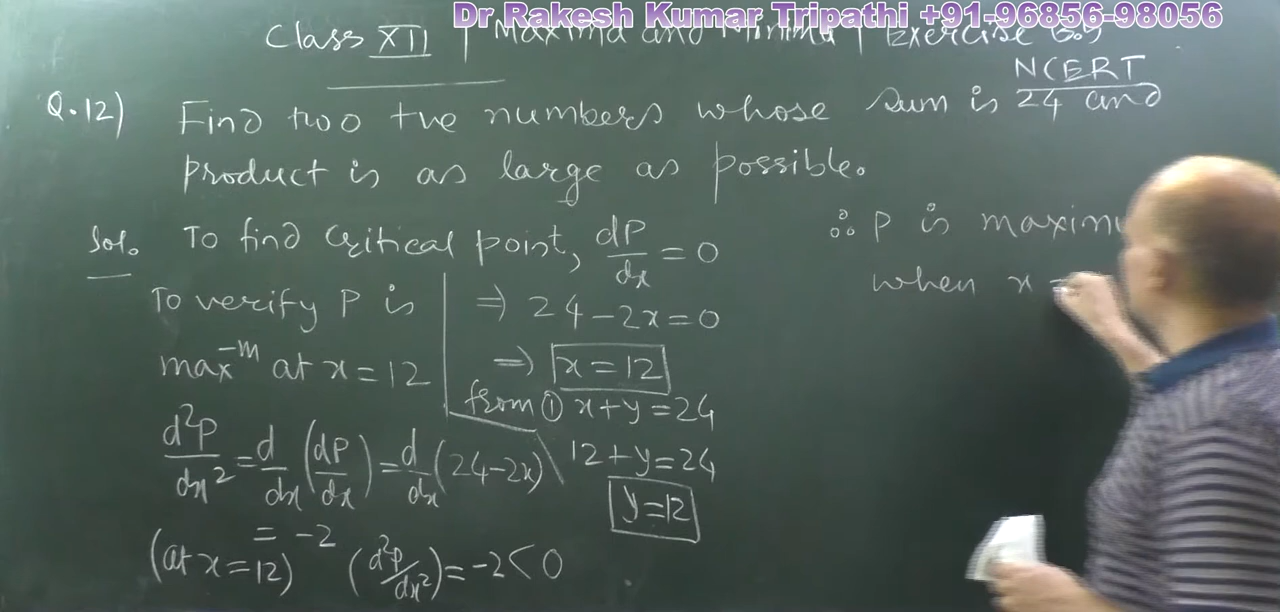 Dr Rakesh Kumar Tripathi +91-96856-98056
Class XII | Maxima and Minima | Exercise 6.5
NCERT
Q.12) Find two +ve numbers whose sum is 24 and
product is as large as possible.
Sol. To find critical point, dP/dx = 0
⇒ 24-2x=0
⇒ x=12
from ① x+y=24
12+y=24
y=12
To verify P is
max^-m at x=12
d²P/dx² = d/dx (dP/dx) = d/dx (24-2x)
= -2
(at x=12) (d²P/dx²) = -2 < 0
∴ P is maximu
when x =